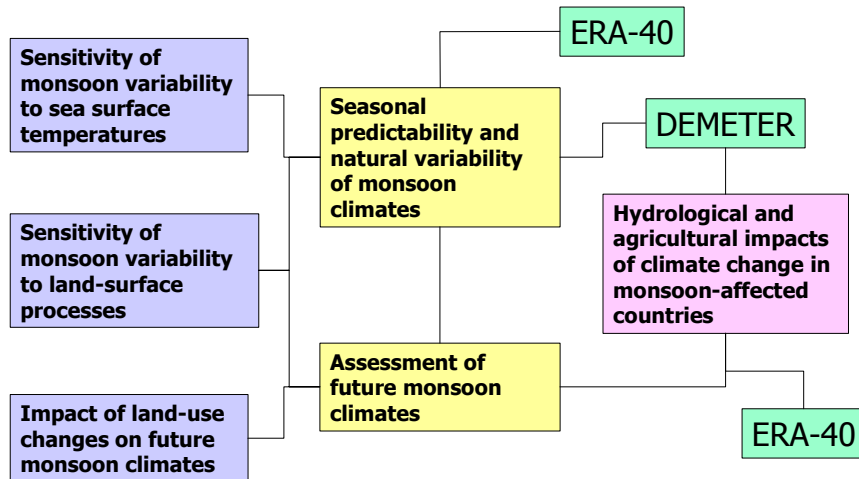 ERA-40
Sensitivity of
monsoon variability
to sea surface
temperatures
Seasonal
predictability and
natural variability
of monsoon
climates
DEMETER
Sensitivity of
monsoon variability
to land-surface
processes
Hydrological and
agricultural impacts
of climate change in
monsoon-affected
countries
Assessment of
future monsoon
climates
Impact of land-use
changes on future
monsoon climates
ERA-40